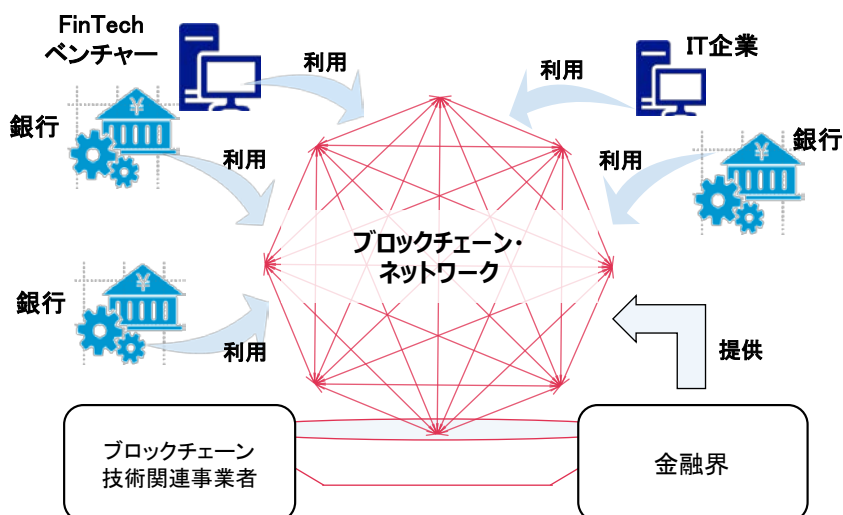 FinTech
ベンチャー
利用
利用
IT企業
銀行
利用
利用
銀行
ブロックチェーン・
ネットワーク
銀行
利用
提供
ブロックチェーン
技術関連事業者
金融界
¥
¥
¥